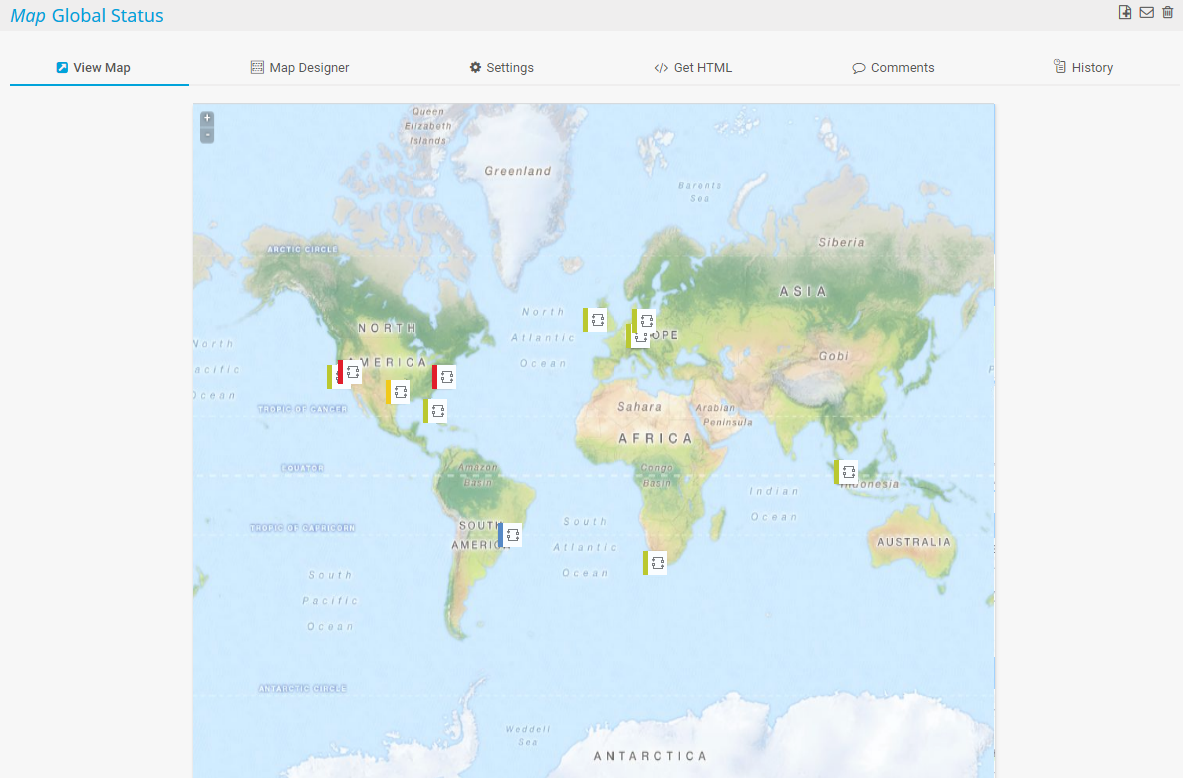 Map Global Status
View Map
Map Designer
Settings
</> Get HTML
Comments
History
+
-
Queen
Elizabeth
Islands
Greenland
Barents
Sea
ARCTIC CIRCLE
Siberia
ASIA
North
Atlantic
Ocean
NORTH
AMERICA
OPE
Gobi
North
acific
Ocean
TROPIC OF CANCER
Sahara
Arabian
Peninsula
AFRICA
EQUATOR
Amazon
Basin
Congo
Basin
Indonesia
Indian
Ocean
TROPIC OF CAPRICORN
SOUTH
AMERICA
South
Atlantic
Ocean
AUSTRALIA
South
Pacific
Ocean
ANTARCTIC CIRCLE
Weddell
Sea
ANTARCTICA